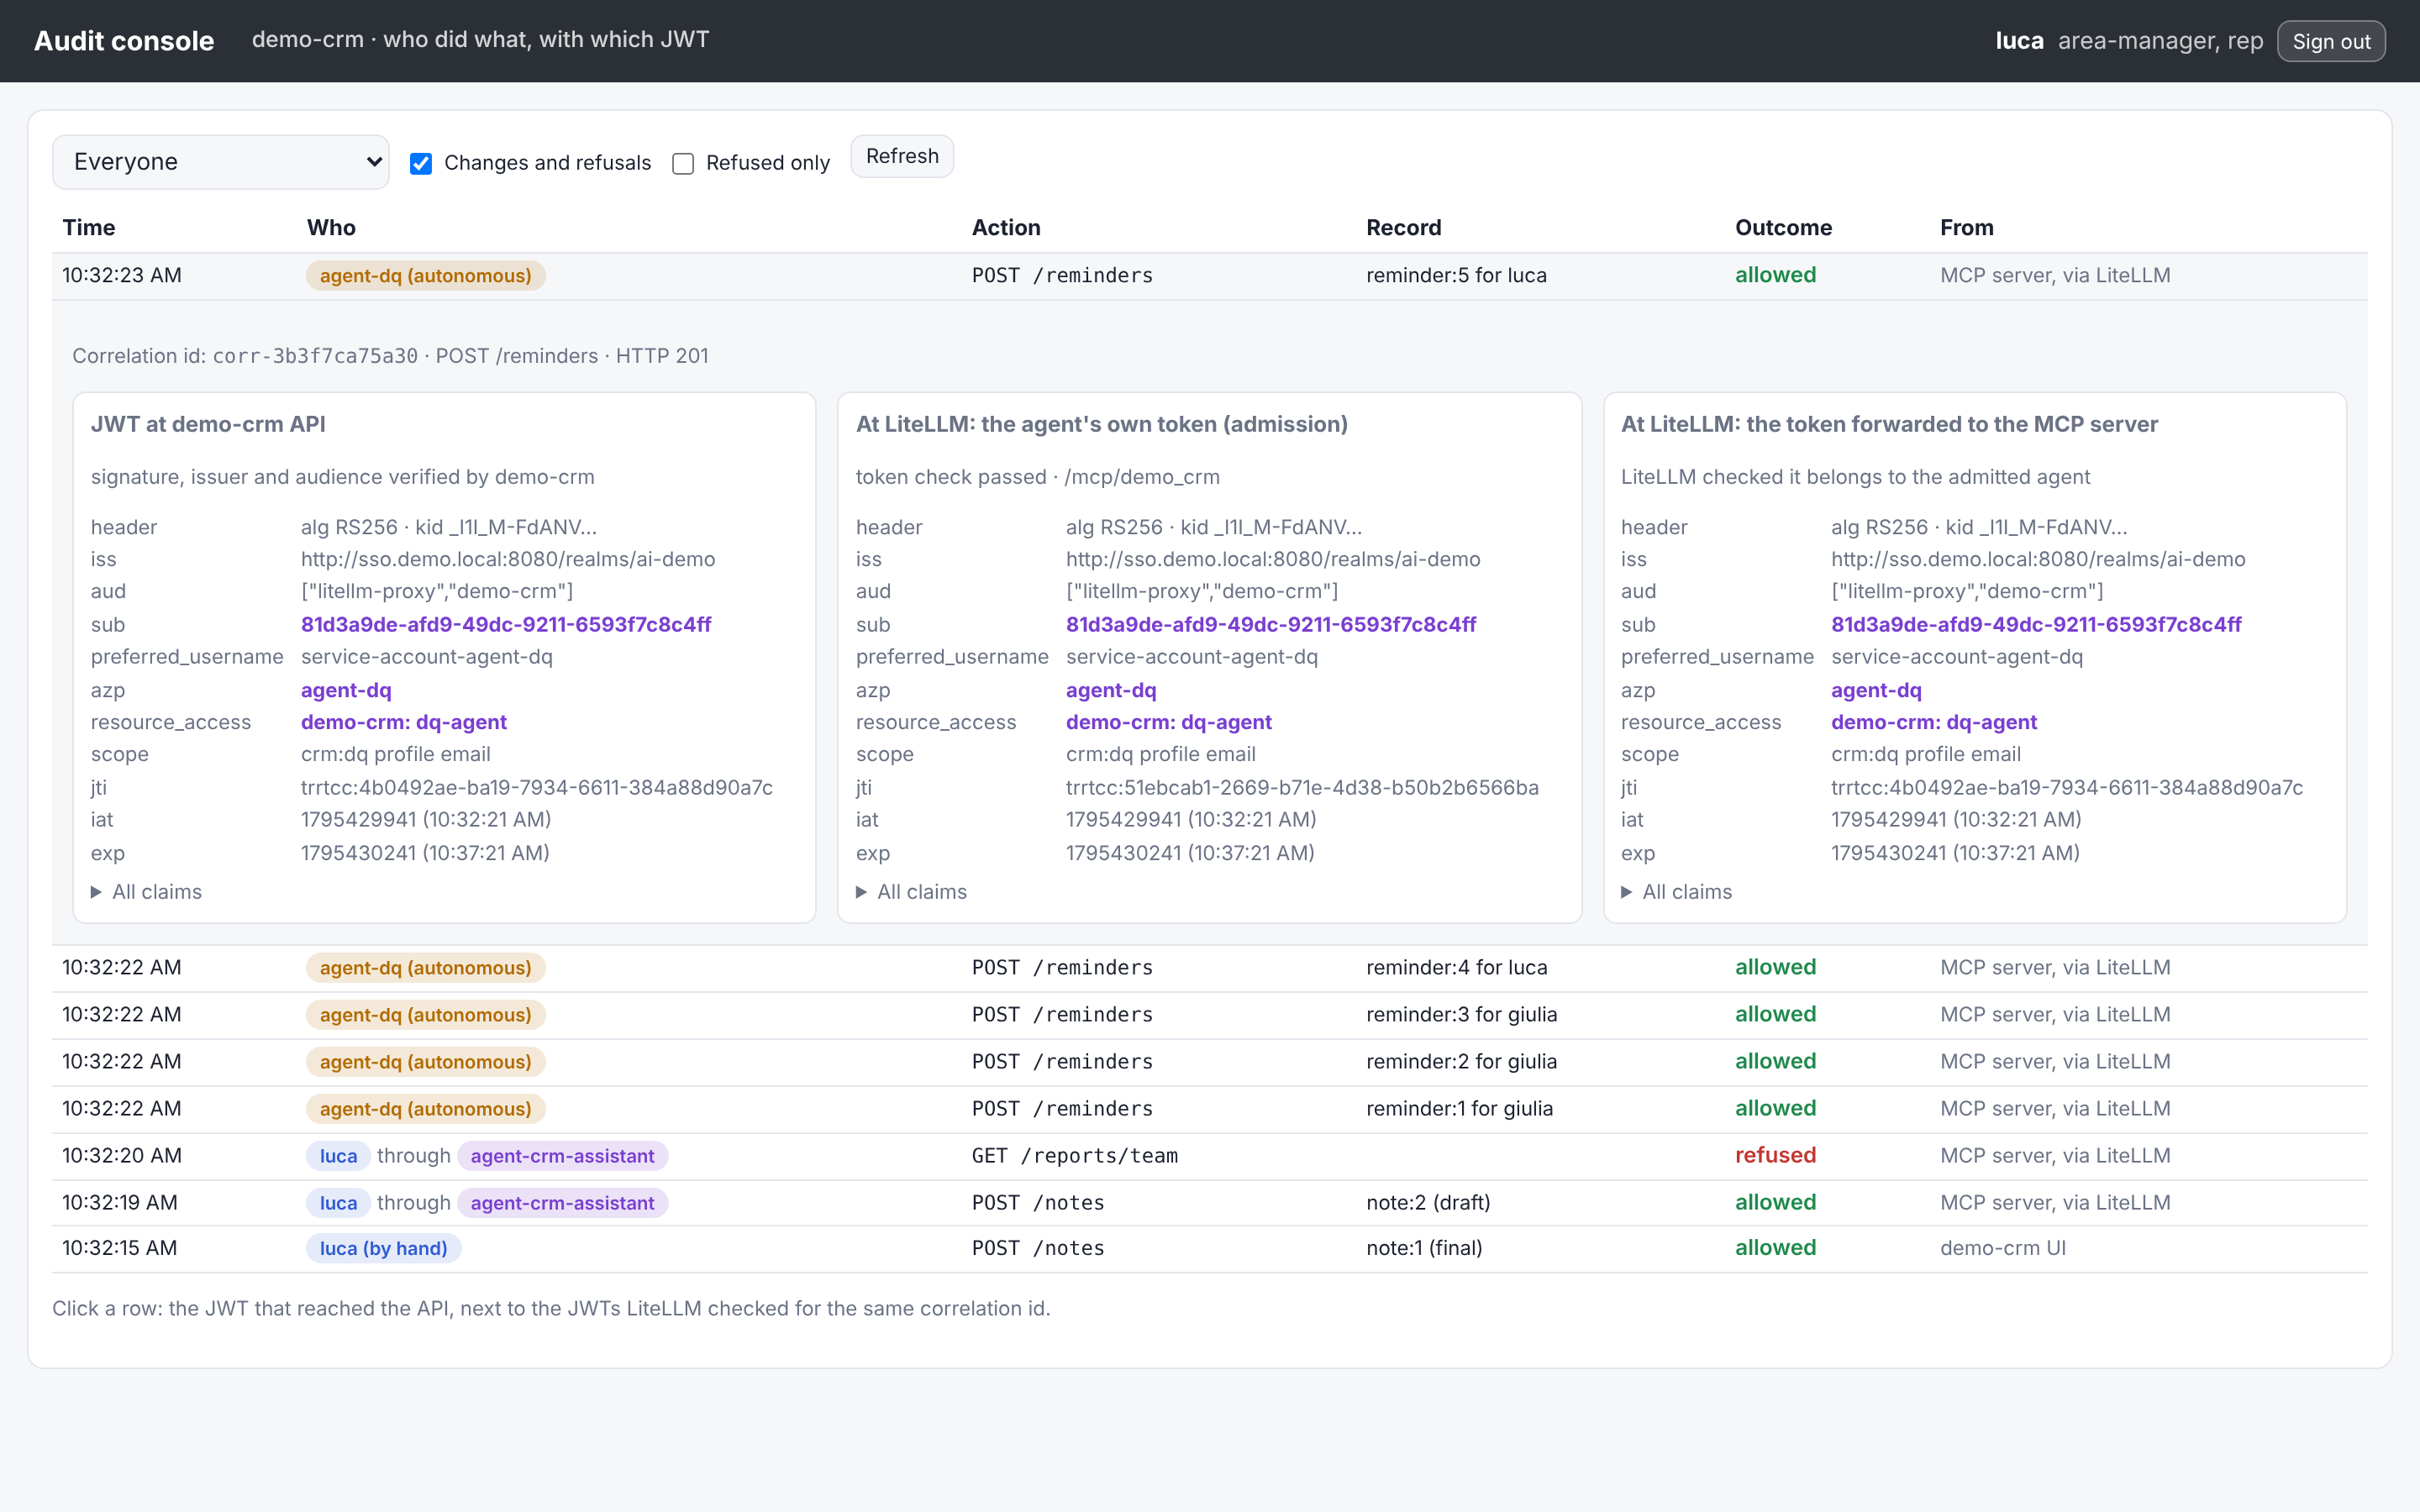 Audit console demo-crm · who did what, with which JWT luca area-manager, rep Sign out
Everyone Changes and refusals Refused only Refresh
Time Who Action Record Outcome From
10:32:23 AM agent-dq (autonomous) POST /reminders reminder:5 for luca allowed MCP server, via LiteLLM
Correlation id: corr-3b3f7ca75a30 · POST /reminders · HTTP 201
JWT at demo-crm API
signature, issuer and audience verified by demo-crm
header alg RS256 · kid _I1l_M-FdANV...
iss http://sso.demo.local:8080/realms/ai-demo
aud ["litellm-proxy","demo-crm"]
sub 81d3a9de-afd9-49dc-9211-6593f7c8c4ff
preferred_username service-account-agent-dq
azp agent-dq
resource_access demo-crm: dq-agent
scope crm:dq profile email
jti trrtcc:4b0492ae-ba19-7934-6611-384a88d90a7c
iat 1795429941 (10:32:21 AM)
exp 1795430241 (10:37:21 AM)
▶ All claims
At LiteLLM: the agent's own token (admission)
token check passed · /mcp/demo_crm
header alg RS256 · kid _I1l_M-FdANV...
iss http://sso.demo.local:8080/realms/ai-demo
aud ["litellm-proxy","demo-crm"]
sub 81d3a9de-afd9-49dc-9211-6593f7c8c4ff
preferred_username service-account-agent-dq
azp agent-dq
resource_access demo-crm: dq-agent
scope crm:dq profile email
jti trrtcc:51ebcab1-2669-b71e-4d38-b50b2b6566ba
iat 1795429941 (10:32:21 AM)
exp 1795430241 (10:37:21 AM)
▶ All claims
At LiteLLM: the token forwarded to the MCP server
LiteLLM checked it belongs to the admitted agent
header alg RS256 · kid _I1l_M-FdANV...
iss http://sso.demo.local:8080/realms/ai-demo
aud ["litellm-proxy","demo-crm"]
sub 81d3a9de-afd9-49dc-9211-6593f7c8c4ff
preferred_username service-account-agent-dq
azp agent-dq
resource_access demo-crm: dq-agent
scope crm:dq profile email
jti trrtcc:4b0492ae-ba19-7934-6611-384a88d90a7c
iat 1795429941 (10:32:21 AM)
exp 1795430241 (10:37:21 AM)
▶ All claims
10:32:22 AM agent-dq (autonomous) POST /reminders reminder:4 for luca allowed MCP server, via LiteLLM
10:32:22 AM agent-dq (autonomous) POST /reminders reminder:3 for giulia allowed MCP server, via LiteLLM
10:32:22 AM agent-dq (autonomous) POST /reminders reminder:2 for giulia allowed MCP server, via LiteLLM
10:32:22 AM agent-dq (autonomous) POST /reminders reminder:1 for giulia allowed MCP server, via LiteLLM
10:32:20 AM luca through agent-crm-assistant GET /reports/team refused MCP server, via LiteLLM
10:32:19 AM luca through agent-crm-assistant POST /notes note:2 (draft) allowed MCP server, via LiteLLM
10:32:15 AM luca (by hand) POST /notes note:1 (final) allowed demo-crm UI
Click a row: the JWT that reached the API, next to the JWTs LiteLLM checked for the same correlation id.